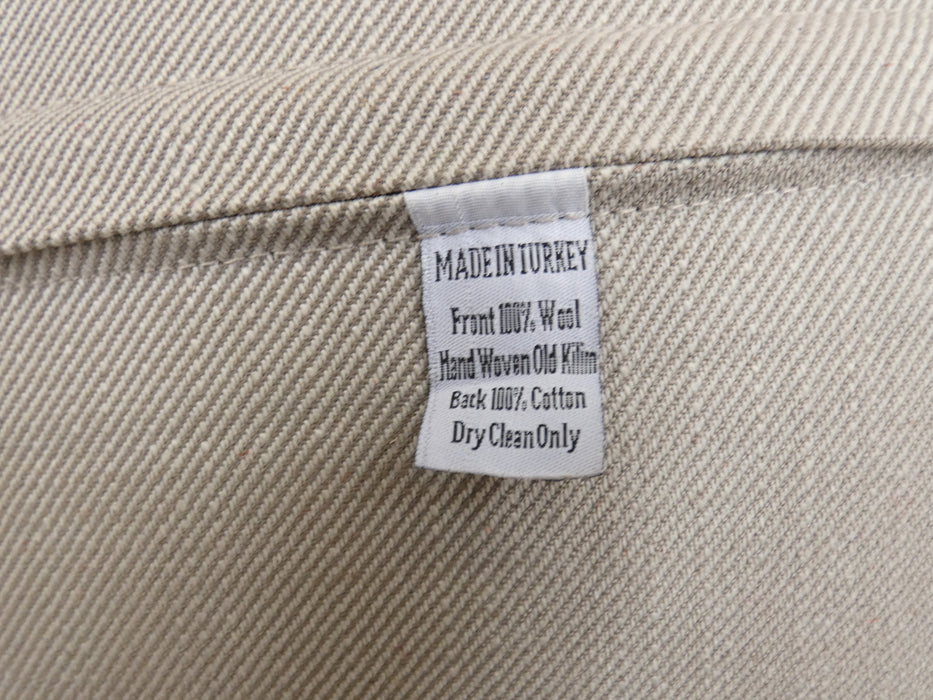 MADE IN TURKEY
Front 100% Wool
Hand Woven Old Kilim
Back 100% Cotton
Dry Clean Only